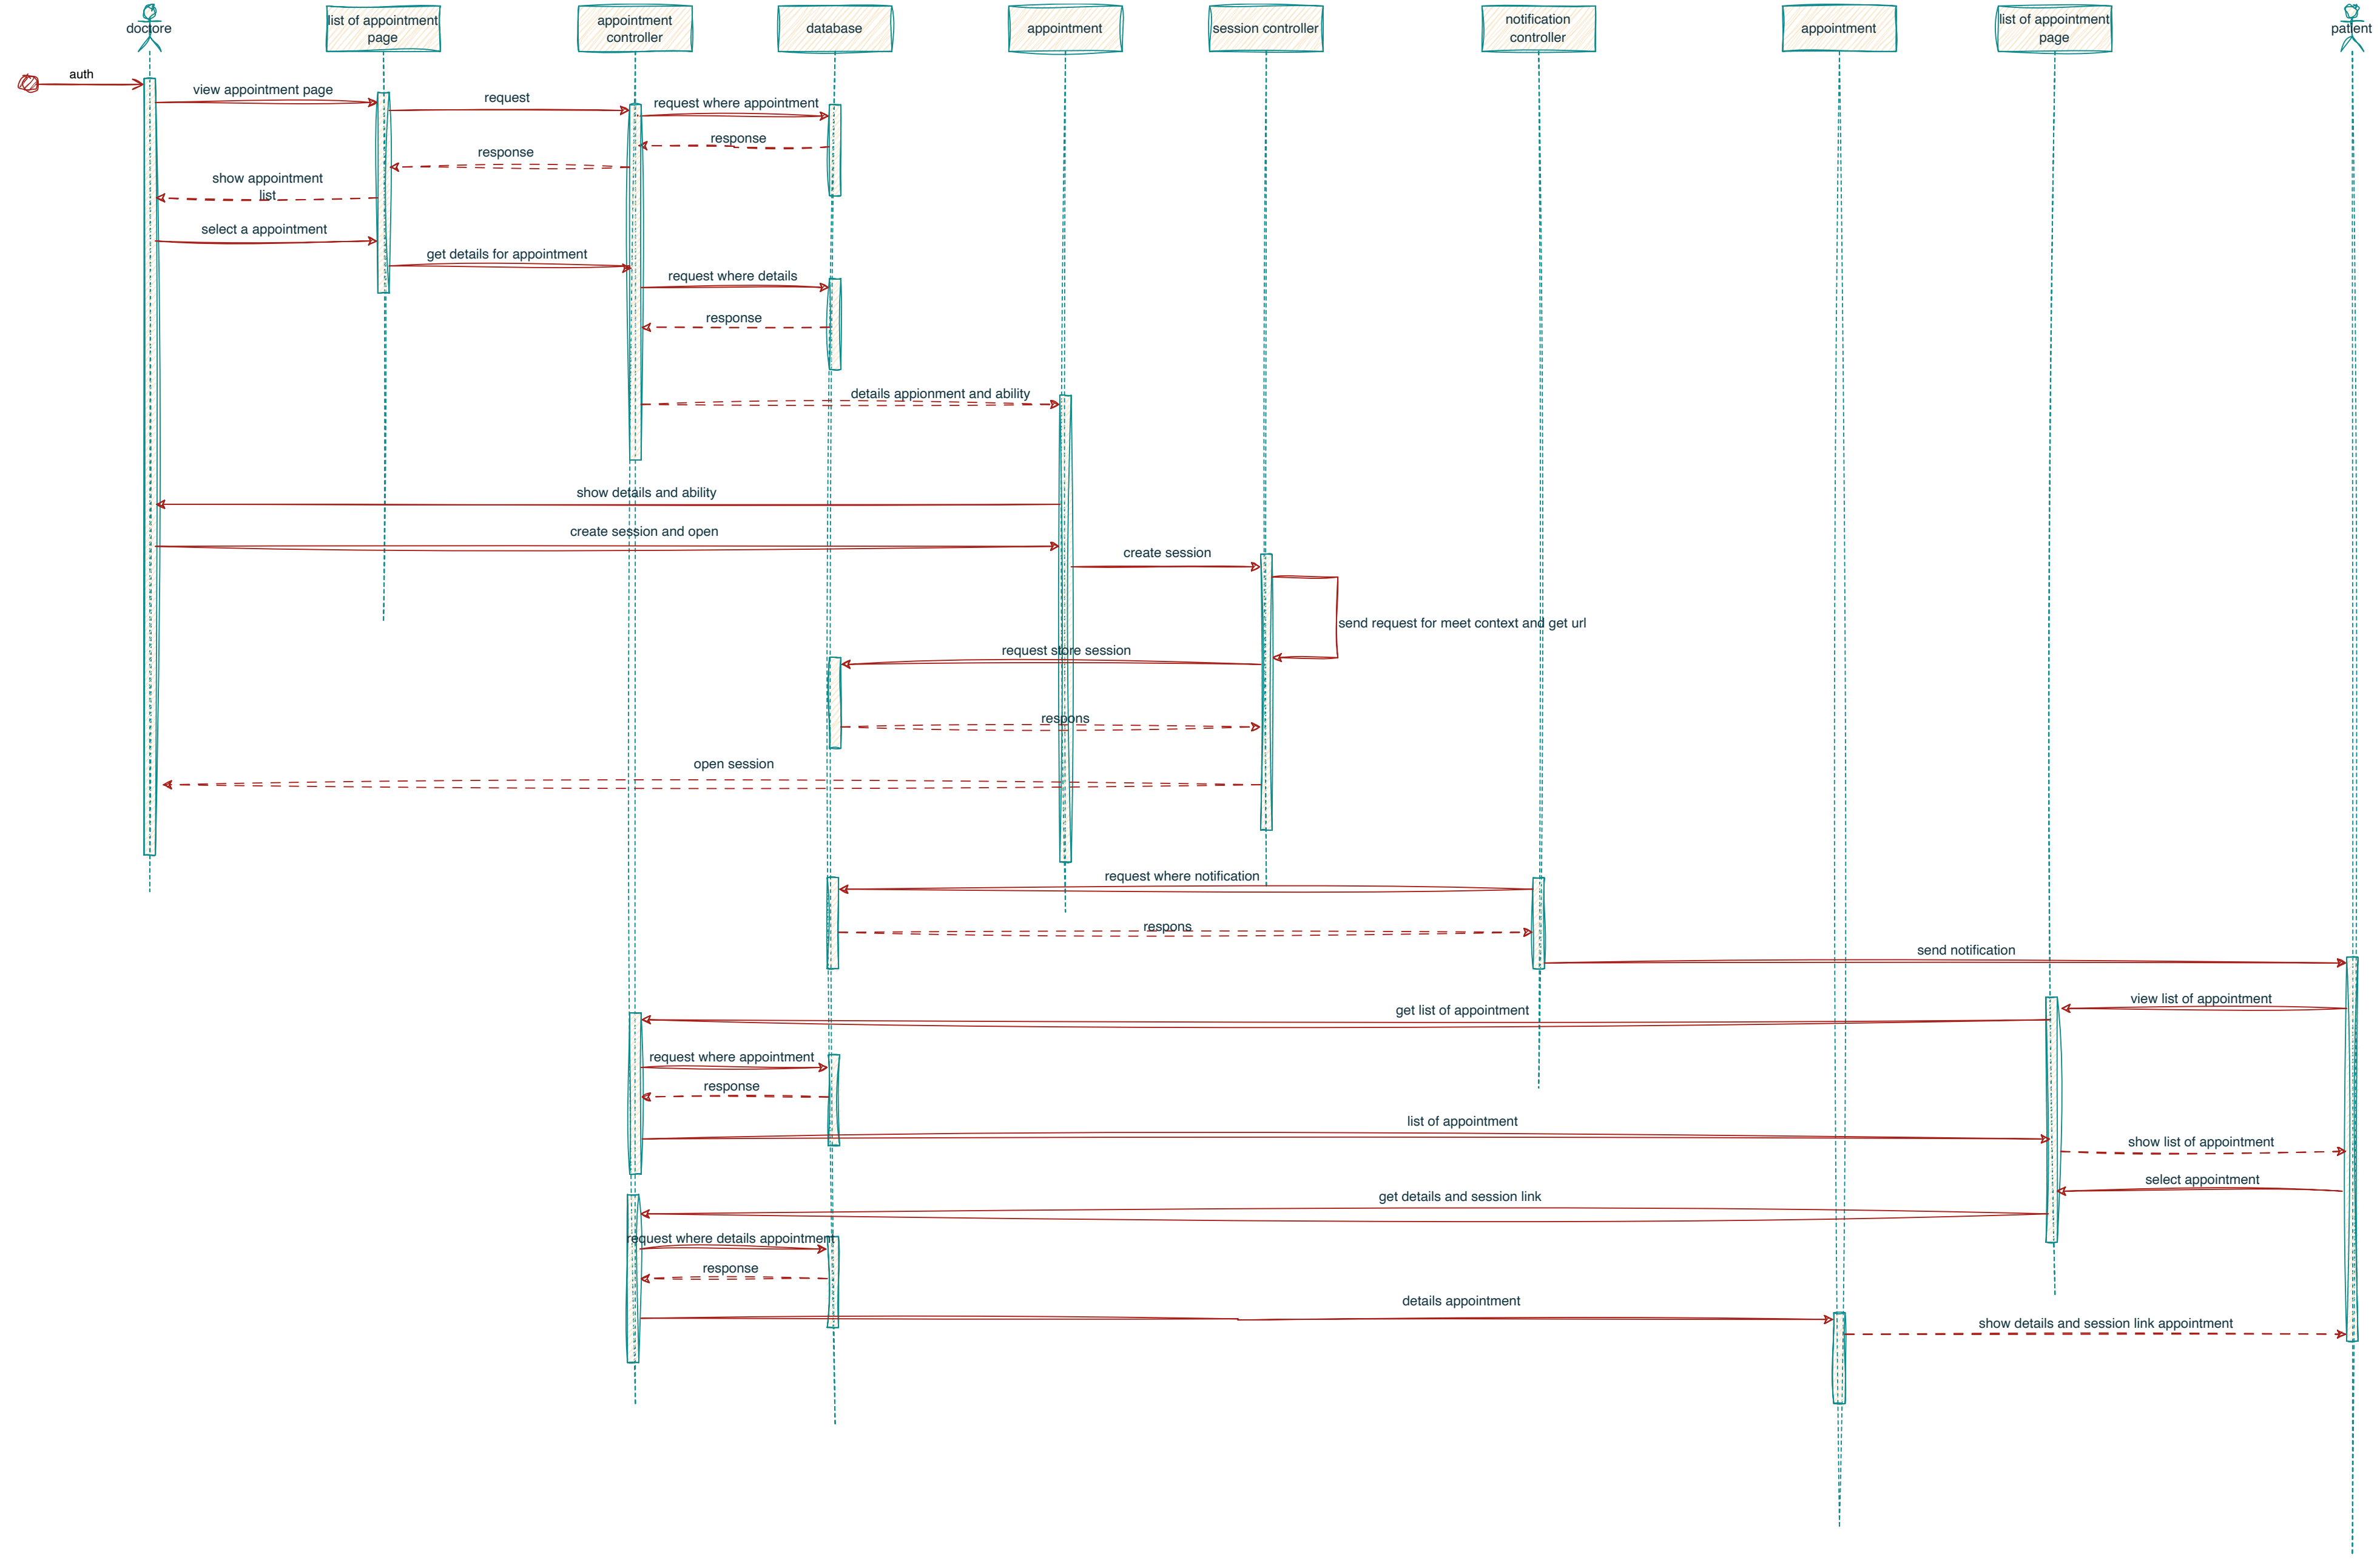 doctore
list of appointment
page
appointment
controller
database
appointment
session controller
notification
controller
appointment
list of appointment
page
patient
auth
view appointment page
request
request where appointment
response
response
show appointment
list
select a appointment
get details for appointment
request where details
response
details appionment and ability
show details and ability
create session and open
create session
send request for meet context and get url
request store session
respons
open session
request where notification
respons
send notification
view list of appointment
get list of appointment
request where appointment
response
list of appointment
show list of appointment
select appointment
get details and session link
request where details appointment
response
details appointment
show details and session link appointment